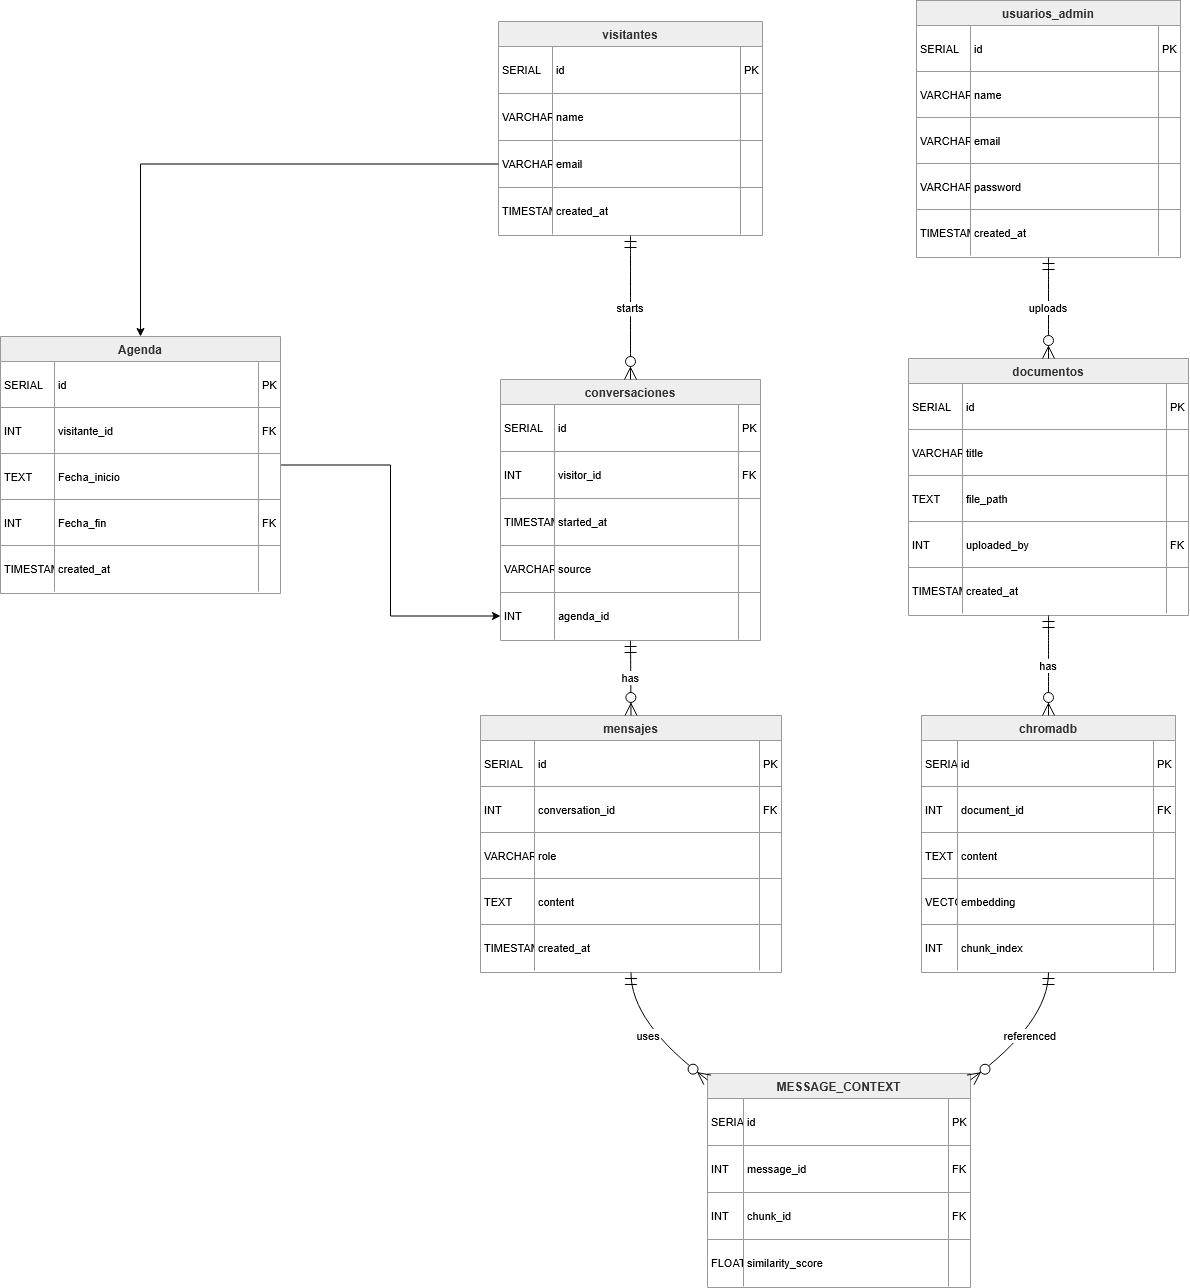 visitantes
SERIAL id PK
VARCHAR name
VARCHAR email
TIMESTAM created_at
usuarios_admin
SERIAL id PK
VARCHAR name
VARCHAR email
VARCHAR password
TIMESTAM created_at
starts
uploads
Agenda
SERIAL id PK
INT visitante_id FK
TEXT Fecha_inicio
INT Fecha_fin FK
TIMESTAM created_at
conversaciones
SERIAL id PK
INT visitor_id FK
TIMESTAM started_at
VARCHAR source
INT agenda_id
documentos
SERIAL id PK
VARCHAR title
TEXT file_path
INT uploaded_by FK
TIMESTAM created_at
has
has
mensajes
SERIAL id PK
INT conversation_id FK
VARCHAR role
TEXT content
TIMESTAM created_at
chromadb
SERIA id PK
INT document_id FK
TEXT content
VECTO embedding
INT chunk_index
uses
referenced
MESSAGE_CONTEXT
SERIA id PK
INT message_id FK
INT chunk_id FK
FLOAT similarity_score